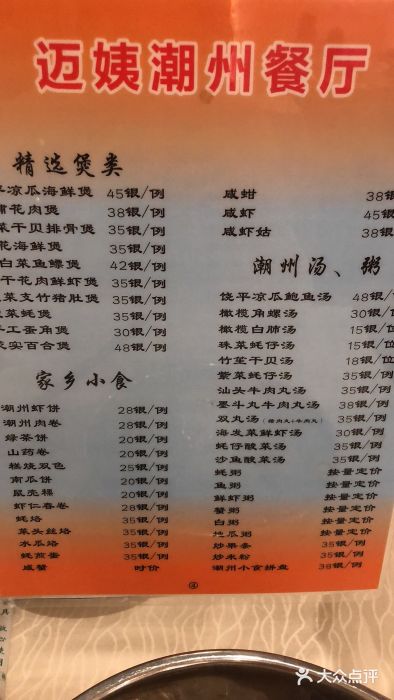 迈姨潮州餐厅
精选煲类
平凉瓜海鲜煲 45银/例
花肉煲 38银/例
菜干贝排骨煲 35银/例
花海鲜煲 35银/例
白菜鱼鳔煲 42银/例
干花肉鲜虾煲 35银/例
菜支竹猪肚煲 35银/例
菜蚝煲 35银/例
工蛋角煲 30银/例
实百合煲 48银/例
家乡小食
潮州虾饼 28银/例
潮州肉卷 28银/例
绿茶饼 20银/例
山药卷 20银/例
糕烧双色 25银/例
南瓜饼 20银/例
鼠壳粿 20银/例
虾仁春卷 28银/例
蚝烙 35银/例
菜头丝烙 35银/例
水瓜烙 35银/例
蚝煎蛋 35银/例
咸蟹 时价
咸蚶 38银
咸虾 45银
咸虾姑 38银
潮州汤、粥
饶平凉瓜鲍鱼汤 48银/
橄榄角螺汤 30银/
橄榄白肺汤 15银/位
珠菜蚝仔汤 15银/位
竹笙干贝汤 18银/位
紫菜蚝仔汤 35银/例
汕头牛肉丸汤 35银/例
墨斗丸牛肉丸汤 38银/例
双丸汤 35银/例
海发菜鲜虾汤 30银/例
蚝仔酸菜汤 35银/例
沙鱼酸菜汤 35银/例
蚝粥 按量定价
鱼粥 按量定价
鲜虾粥 按量定价
蟹粥 按量定价
白粥 按量定价
地瓜粥 按量定价
炒果条 35银/例
炒米粉 35银/例
潮州小食拼盘 38银/例
④
大众点评